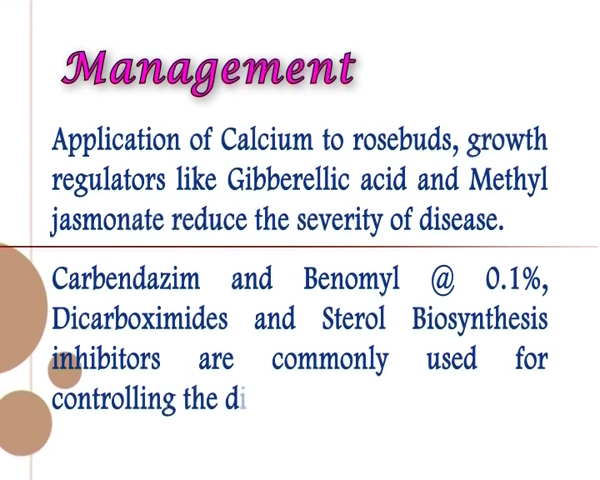 Management
Application of Calcium to rosebuds, growth
regulators like Gibberellic acid and Methyl
jasmonate reduce the severity of disease.
Carbendazim and Benomyl @ 0.1%,
Dicarboximides and Sterol Biosynthesis
inhibitors are commonly used for
controlling the di